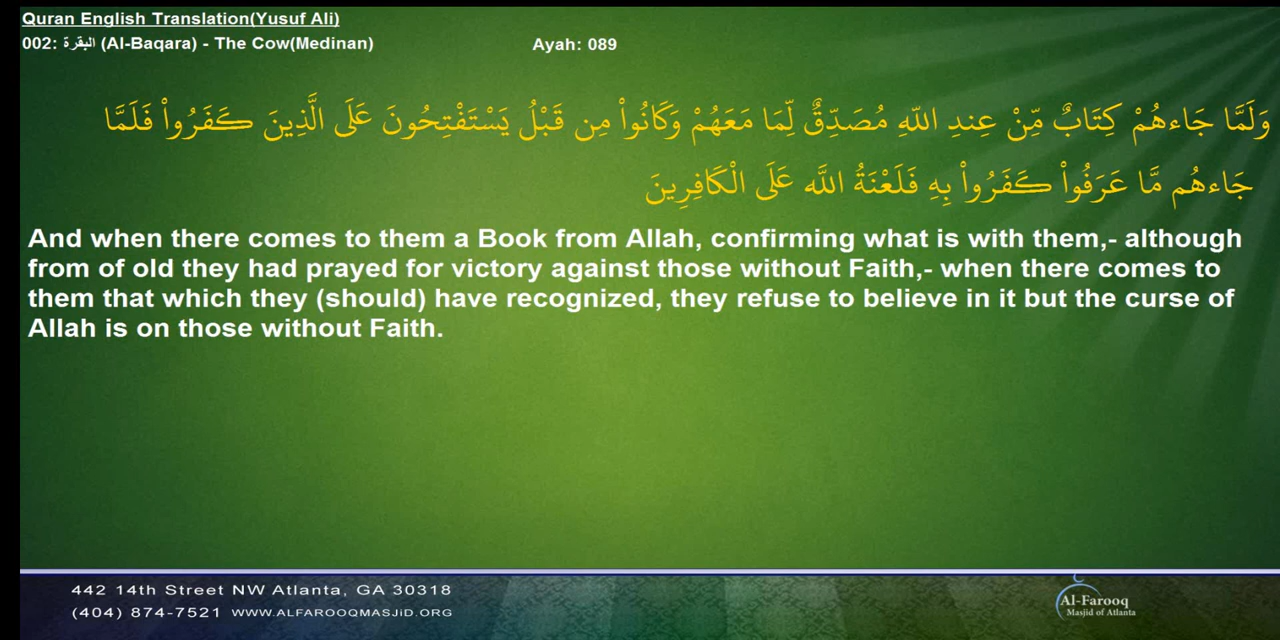 Quran English Translation(Yusuf Ali)
002: البقرة (Al-Baqara) - The Cow(Medinan)
Ayah: 089
وَلَمَّا جَاءهُمْ كِتَابٌ مِّنْ عِندِ اللّهِ مُصَدِّقٌ لِّمَا مَعَهُمْ وَكَانُواْ مِن قَبْلُ يَسْتَفْتِحُونَ عَلَى الَّذِينَ كَفَرُواْ فَلَمَّا
جَاءهُم مَّا عَرَفُواْ كَفَرُواْ بِهِ فَلَعْنَةُ اللَّه عَلَى الْكَافِرِينَ
And when there comes to them a Book from Allah, confirming what is with them,- although
from of old they had prayed for victory against those without Faith,- when there comes to
them that which they (should) have recognized, they refuse to believe in it but the curse of
Allah is on those without Faith.
442 14th Street NW Atlanta, GA 30318
(404) 874-7521 WWW.ALFAROOQMASJID.ORG
Al-Farooq
Masjid of Atlanta